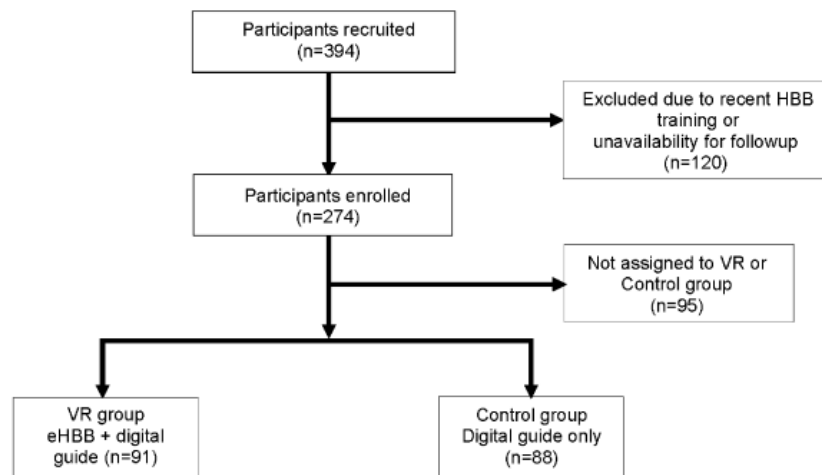 Participants recruited
(n=394)
Excluded due to recent HBB
training or
unavailability for followup
(n=120)
Participants enrolled
(n=274)
Not assigned to VR or
Control group
(n=95)
VR group
eHBB + digital
guide (n=91)
Control group
Digital guide only
(n=88)